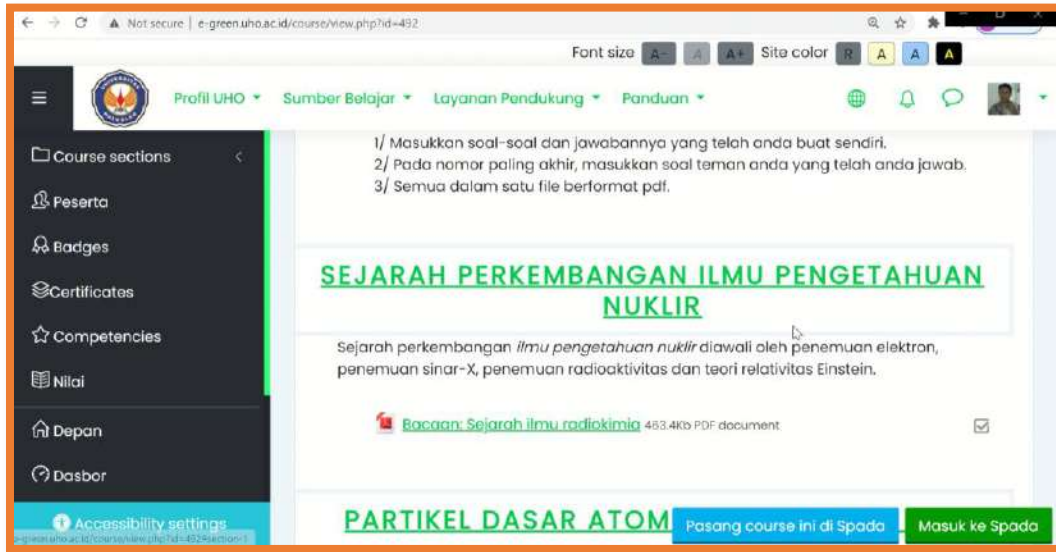 Not secure | e-green.uho.ac.id/course/view.php?id=492
Font size A- A A+ Site color R A A A
Profil UHO Sumber Belajar Layanan Pendukung Panduan
Course sections
Peserta
Badges
Certificates
Competencies
Nilai
Depan
Dasbor
Accessibility settings
1/ Masukkan soal-soal dan jawabannya yang telah anda buat sendiri.
2/ Pada nomor paling akhir, masukkan soal teman anda yang telah anda jawab.
3/ Semua dalam satu file berformat pdf.
SEJARAH PERKEMBANGAN ILMU PENGETAHUAN
NUKLIR
Sejarah perkembangan ilmu pengetahuan nuklir diawali oleh penemuan elektron,
penemuan sinar-X, penemuan radioaktivitas dan teori relativitas Einstein.
Bacaan: Sejarah ilmu radiokimia 463.4Kb PDF document
PARTIKEL DASAR ATOM
Pasang course ini di Spada
Masuk ke Spada